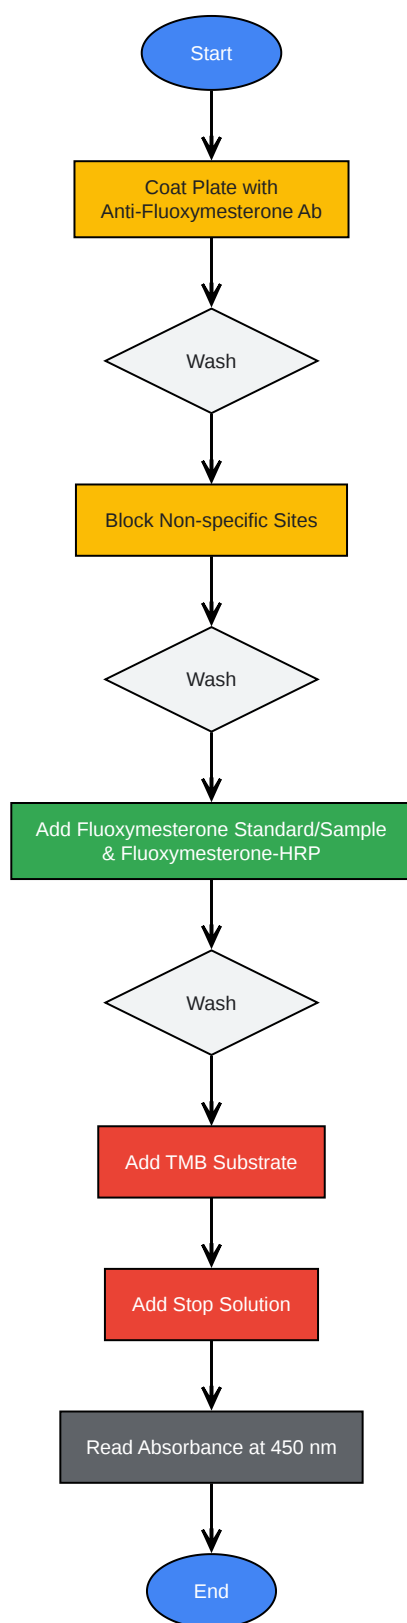 Start
Coat Plate with
Anti-Fluoxymesterone Ab
Wash
Block Non-specific Sites
Wash
Add Fluoxymesterone Standard/Sample
& Fluoxymesterone-HRP
Wash
Add TMB Substrate
Add Stop Solution
Read Absorbance at 450 nm
End